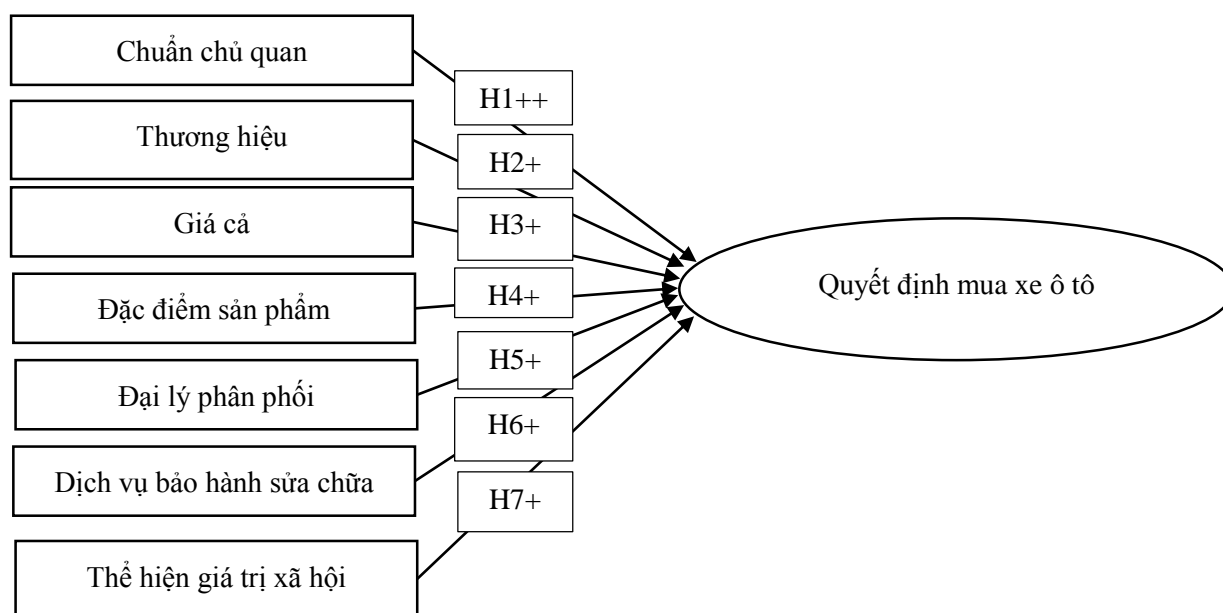 Chuẩn chủ quan
H1++
Thương hiệu
H2+
Giá cả
H3+
Đặc điểm sản phẩm
H4+
Quyết định mua xe ô tô
Đại lý phân phối
H5+
Dịch vụ bảo hành sửa chữa
H6+
H7+
Thể hiện giá trị xã hội